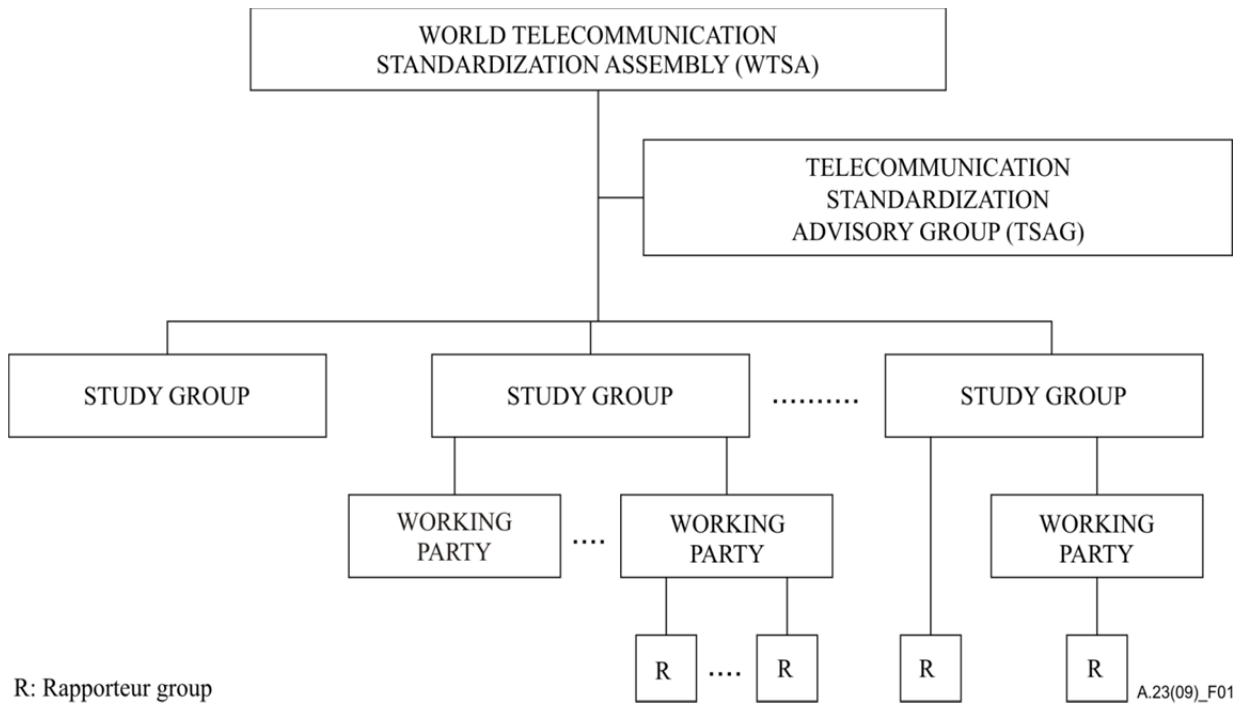 WORLD TELECOMMUNICATION
STANDARDIZATION ASSEMBLY (WTSA)
TELECOMMUNICATION
STANDARDIZATION
ADVISORY GROUP (TSAG)
STUDY GROUP
STUDY GROUP
..........
STUDY GROUP
WORKING
PARTY
....
WORKING
PARTY
WORKING
PARTY
R
....
R
R
R
R: Rapporteur group
A.23(09)_F01